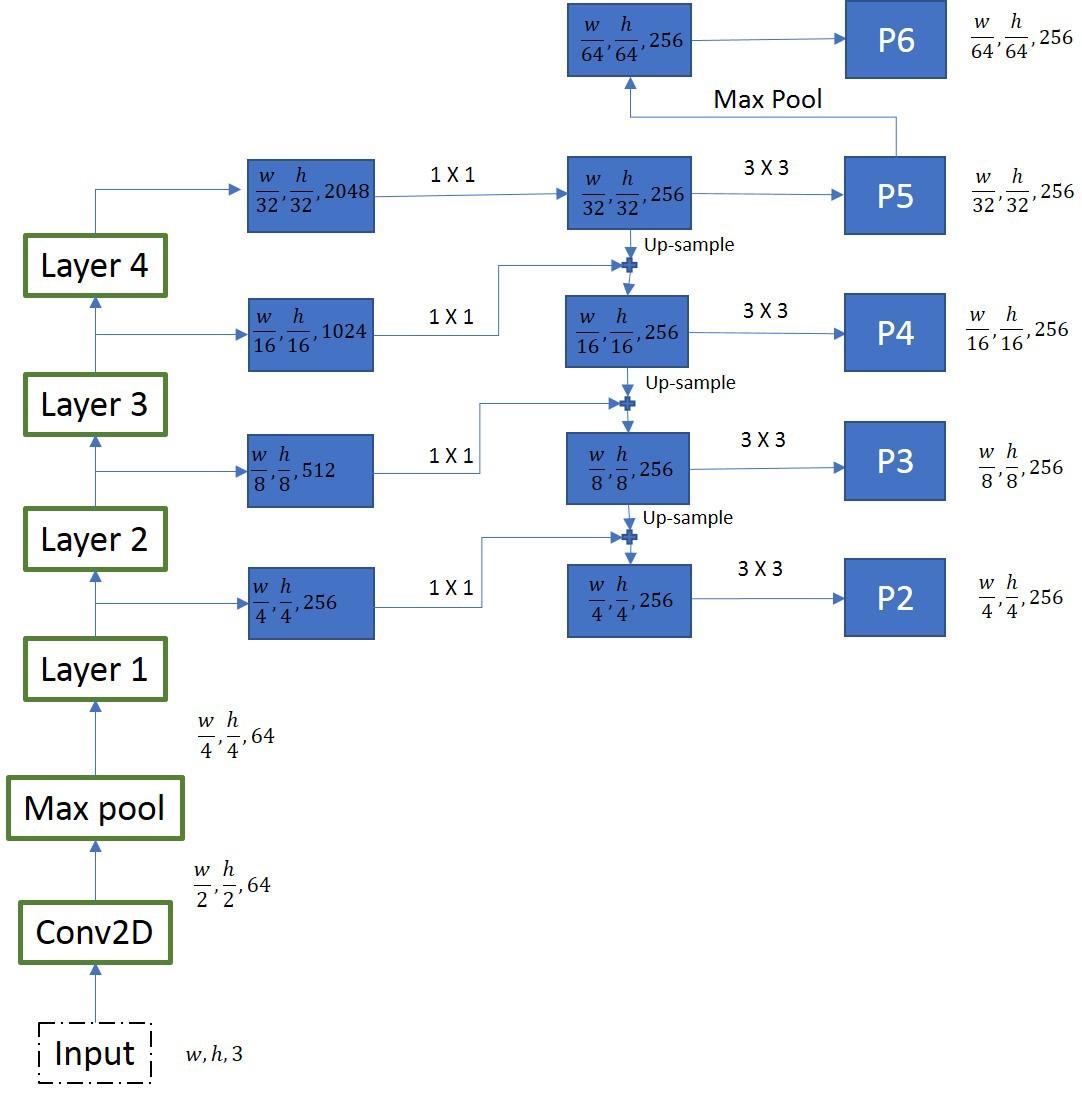 w/64, h/64, 256
P6
w/64, h/64, 256
Max Pool
w/32, h/32, 2048
1 X 1
w/32, h/32, 256
3 X 3
P5
w/32, h/32, 256
Layer 4
Up-sample
w/16, h/16, 1024
1 X 1
w/16, h/16, 256
3 X 3
P4
w/16, h/16, 256
Layer 3
Up-sample
w/8, h/8, 512
1 X 1
w/8, h/8, 256
3 X 3
P3
w/8, h/8, 256
Layer 2
Up-sample
w/4, h/4, 256
1 X 1
w/4, h/4, 256
3 X 3
P2
w/4, h/4, 256
Layer 1
w/4, h/4, 64
Max pool
w/2, h/2, 64
Conv2D
Input
w, h, 3